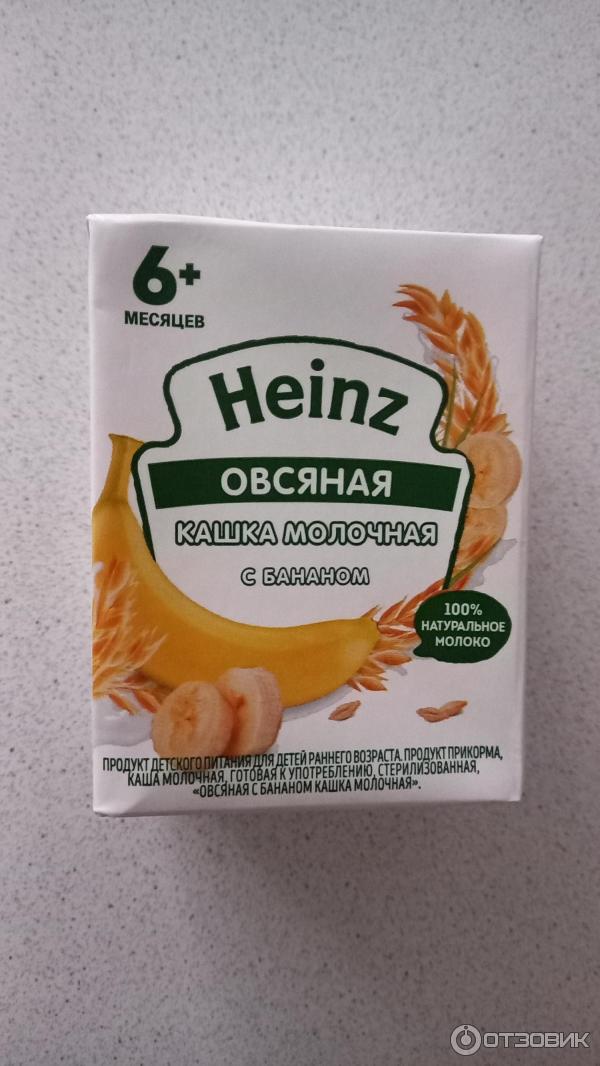 6+
МЕСЯЦЕВ
Heinz
ОВСЯНАЯ
КАШКА МОЛОЧНАЯ
С БАНАНОМ
100%
НАТУРАЛЬНОЕ
МОЛОКО
ПРОДУКТ ДЕТСКОГО ПИТАНИЯ ДЛЯ ДЕТЕЙ РАННЕГО ВОЗРАСТА. ПРОДУКТ ПРИКОРМА,
КАША МОЛОЧНАЯ, ГОТОВАЯ К УПОТРЕБЛЕНИЮ, СТЕРИЛИЗОВАННАЯ,
«ОВСЯНАЯ С БАНАНОМ КАШКА МОЛОЧНАЯ».
ОТЗОВИК